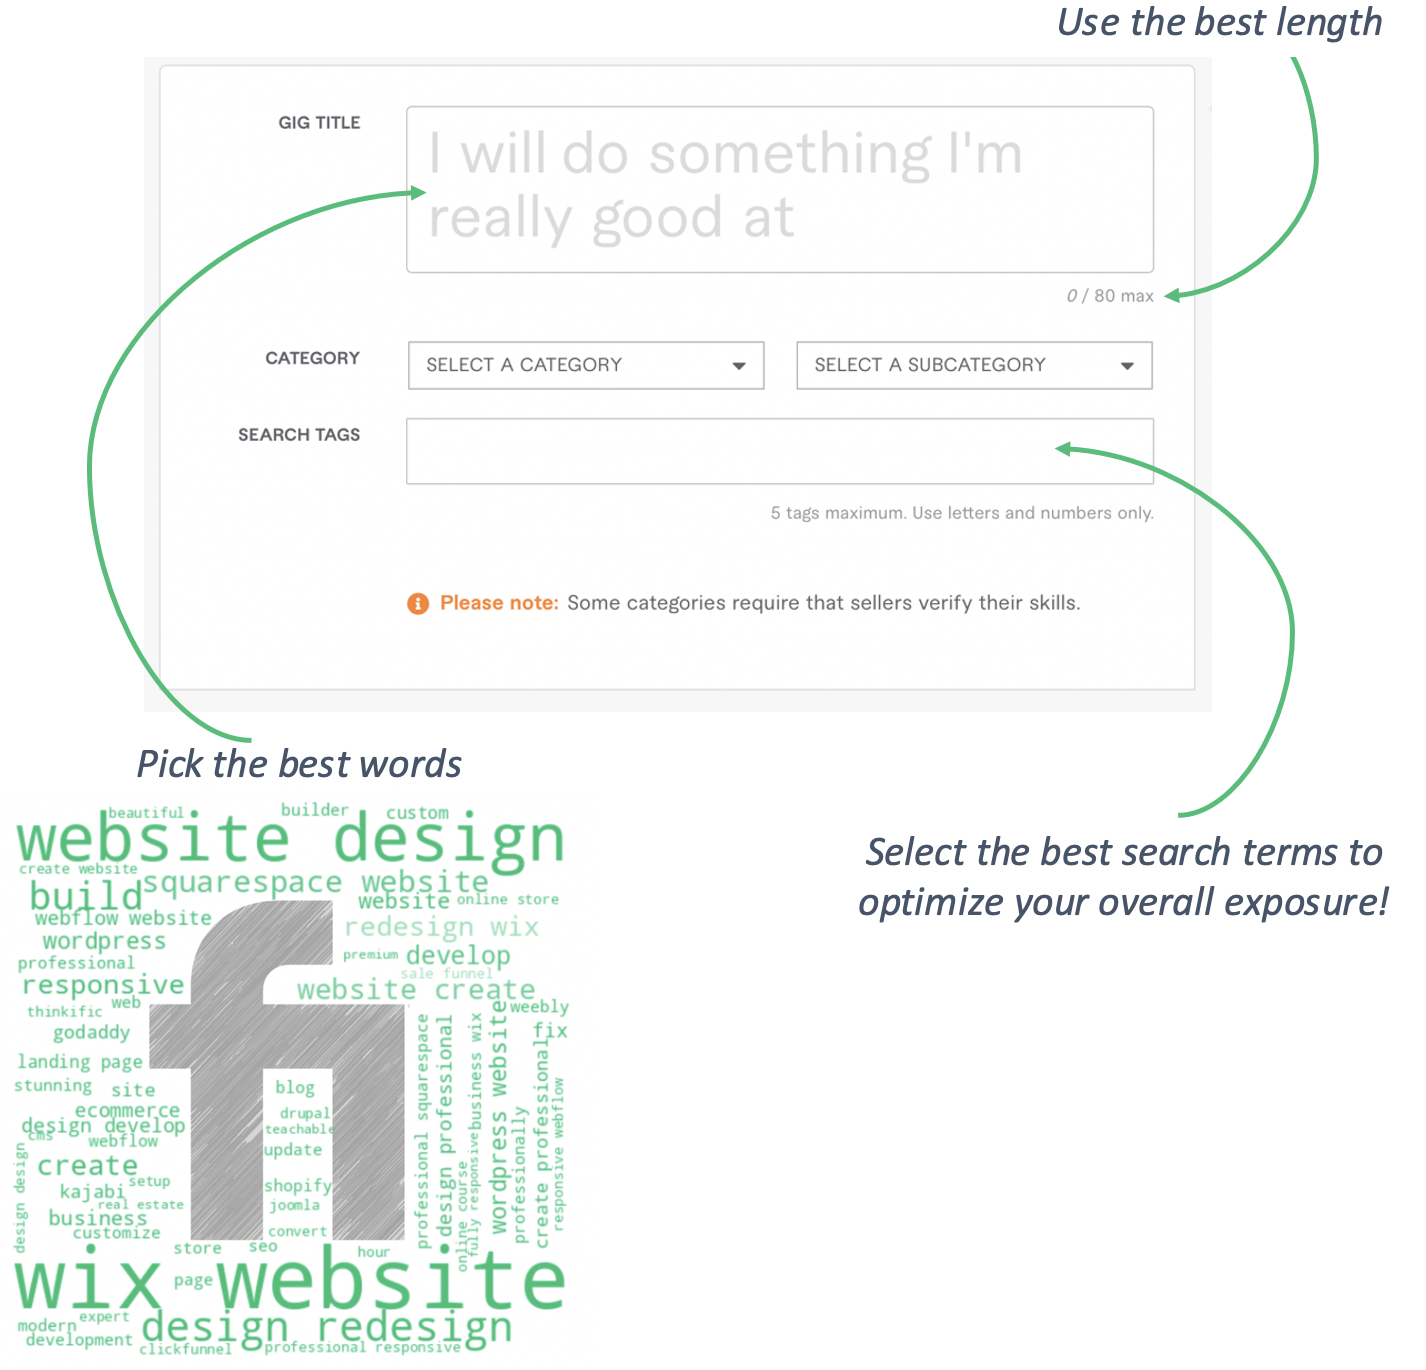 Use the best length
GIG TITLE
I will do something I'm
really good at
0 / 80 max
CATEGORY
SELECT A CATEGORY
SELECT A SUBCATEGORY
SEARCH TAGS
5 tags maximum. Use letters and numbers only.
Please note: Some categories require that sellers verify their skills.
Pick the best words
Select the best search terms to
optimize your overall exposure!
beautiful
builder
custom
website design
create website
squarespace website
build
website
online store
webflow website
redesign wix
wordpress
premium
develop
professional
sale funnel
responsive
website create
web
weebly
thinkific
fix
godaddy
landing page
stunning
site
blog
ecommerce
drupal
design develop
teachable
cms
webflow
update
create
setup
kajabi
shopify
real estate
joomla
business
customize
convert
design design
professional squarespace
design professional
online course
business wix
fully responsive
wordpress website
professionally
create professional
responsive webflow
store
seo
hour
wix website
page
expert
modern
design redesign
development
clickfunnel
professional responsive
fi